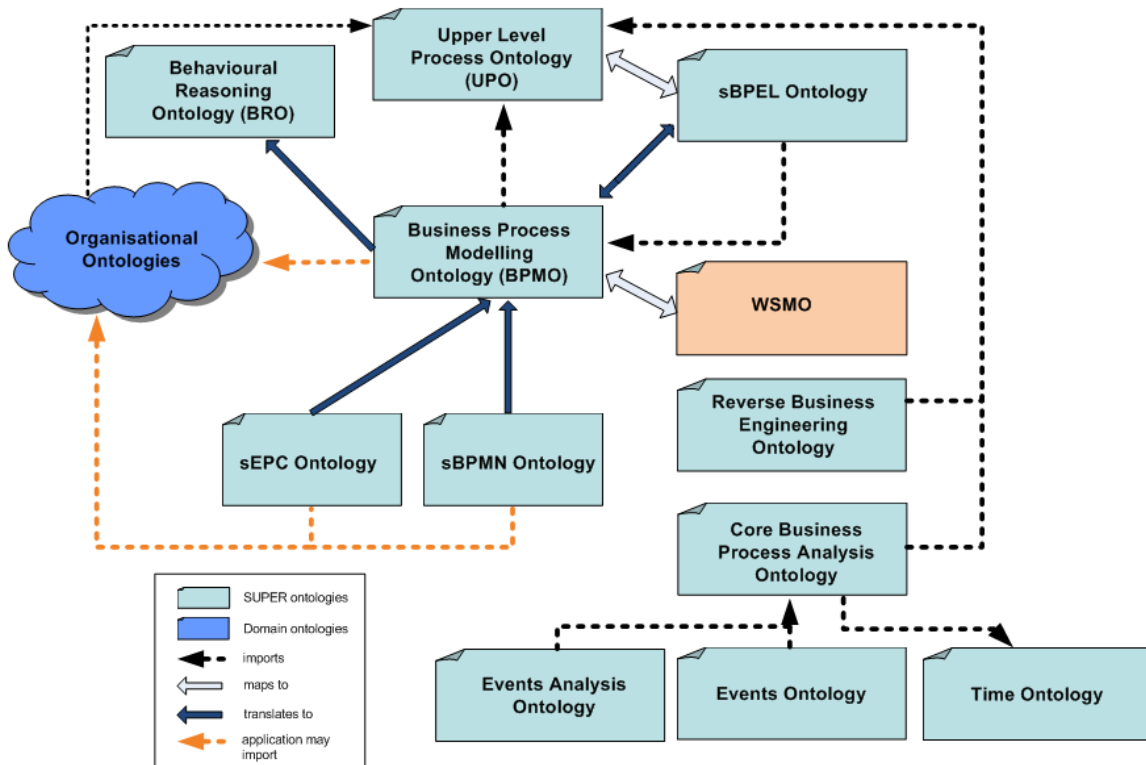 Upper Level
Process Ontology
(UPO)
Behavioural
Reasoning
Ontology (BRO)
sBPEL Ontology
Organisational
Ontologies
Business Process
Modelling
Ontology (BPMO)
WSMO
Reverse Business
Engineering
Ontology
sEPC Ontology
sBPMN Ontology
Core Business
Process Analysis
Ontology
SUPER ontologies
Domain ontologies
imports
maps to
translates to
application may
import
Events Analysis
Ontology
Events Ontology
Time Ontology